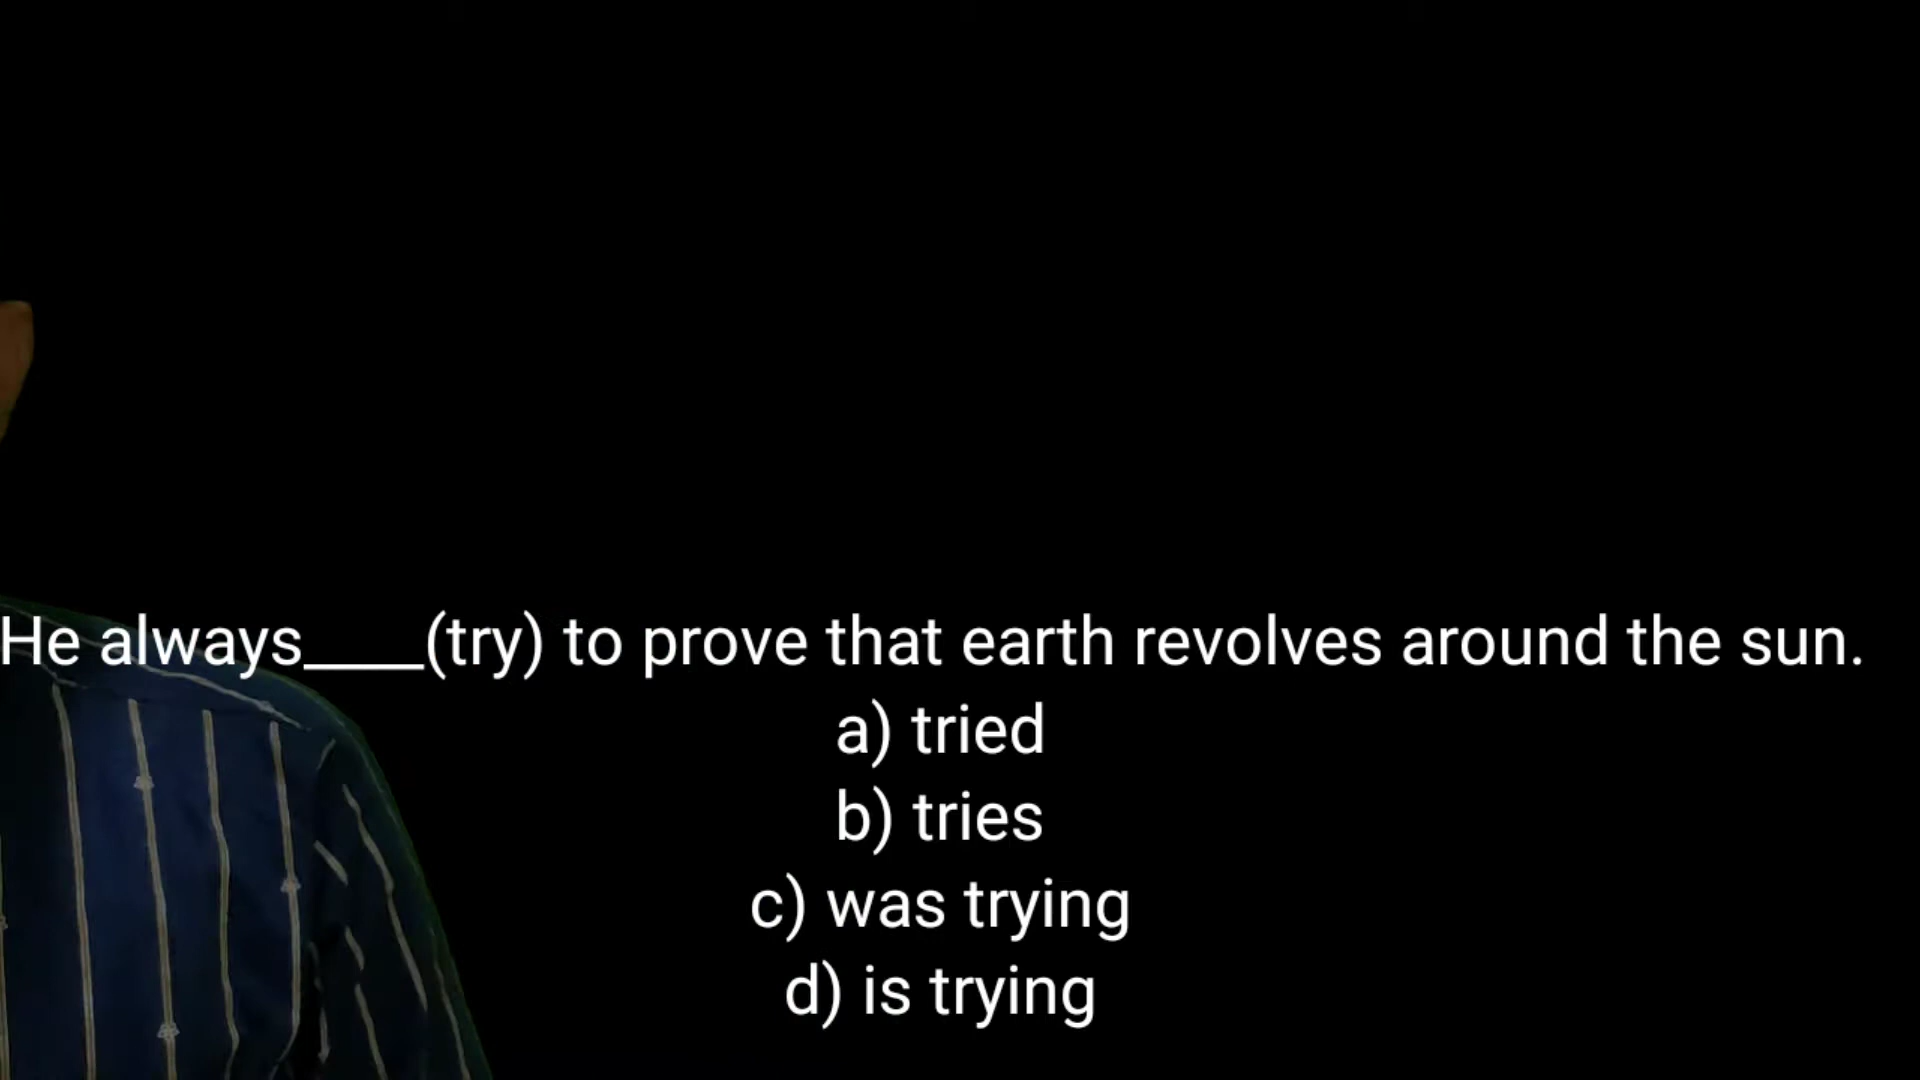 He always____(try) to prove that earth revolves around the sun.
a) tried
b) tries
c) was trying
d) is trying